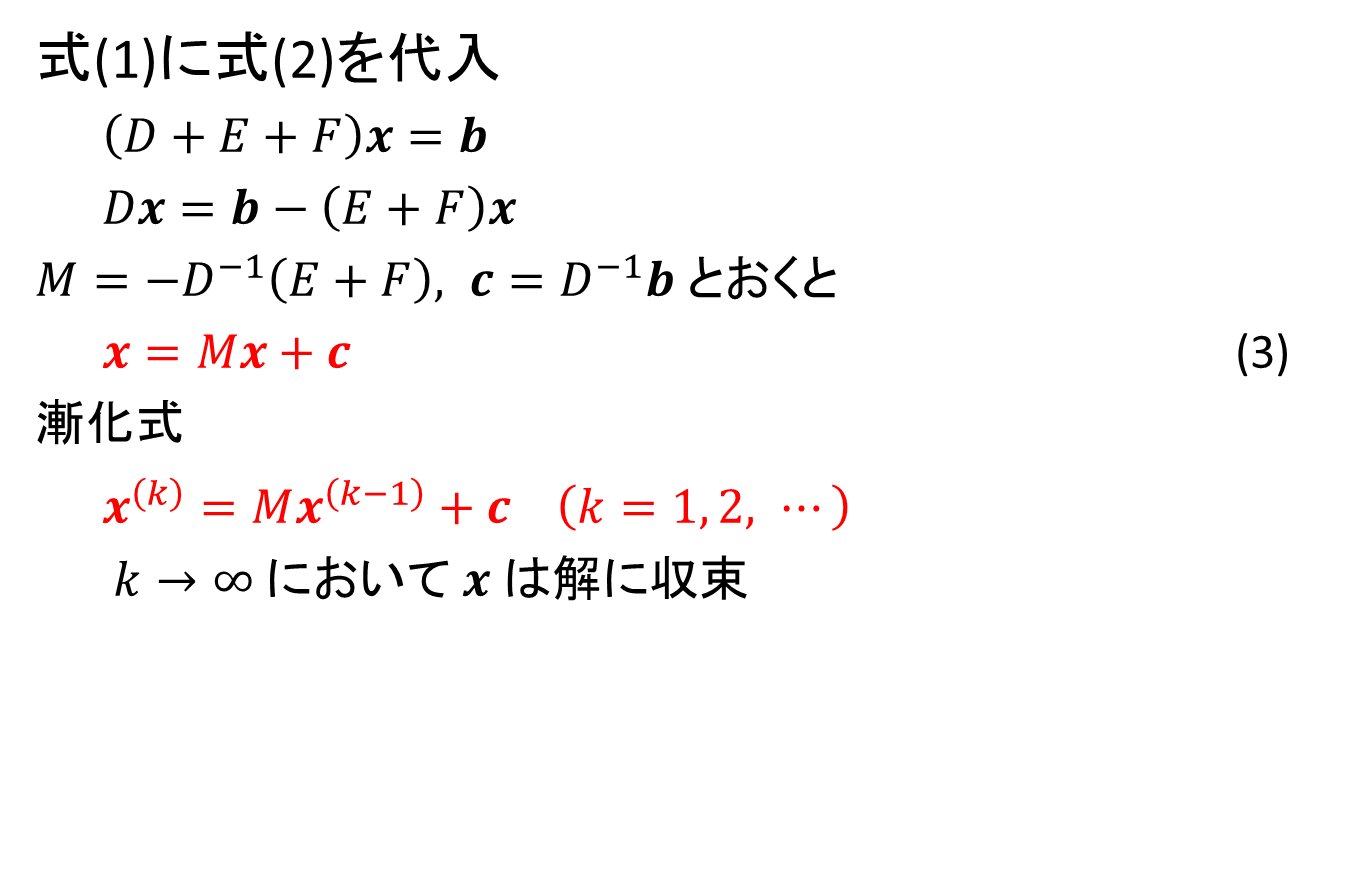 式(1)に式(2)を代入
(D + E + F)x = b
Dx = b − (E + F)x
M = −D⁻¹(E + F), c = D⁻¹b とおくと
x = Mx + c (3)
漸化式
x⁽ᵏ⁾ = Mx⁽ᵏ⁻¹⁾ + c (k = 1, 2, ⋯)
k → ∞ において x は解に収束